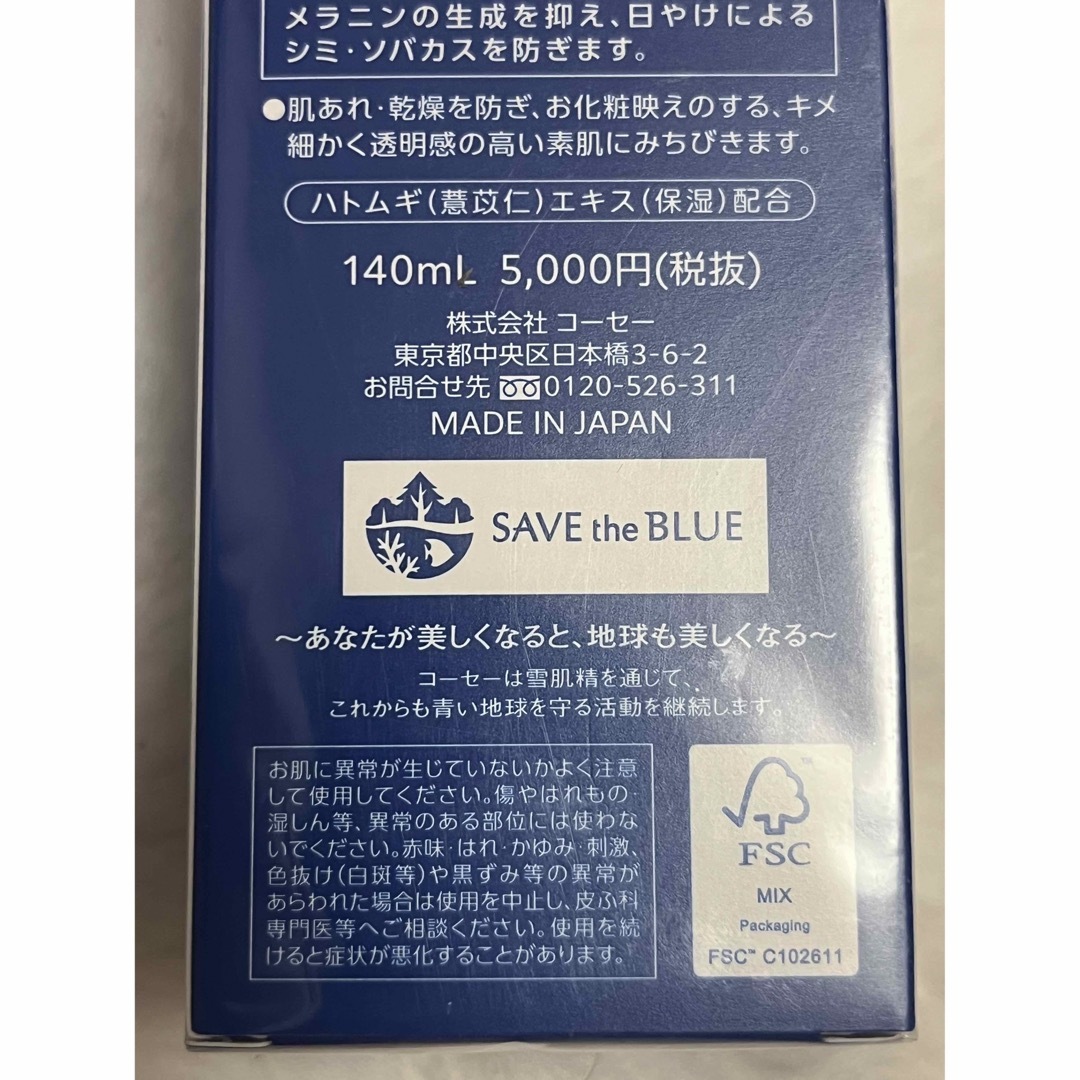 メラニンの生成を抑え、日やけによる
シミ・ソバカスを防ぎます。
●肌あれ・乾燥を防ぎ、お化粧映えのする、キメ
細かく透明感の高い素肌にみちびきます。
ハトムギ(薏苡仁)エキス(保湿)配合
140mL 5,000円(税抜)
株式会社 コーセー
東京都中央区日本橋3-6-2
お問合せ先 0120-526-311
MADE IN JAPAN
SAVE the BLUE
〜あなたが美しくなると、地球も美しくなる〜
コーセーは雪肌精を通じて、
これからも青い地球を守る活動を継続します。
お肌に異常が生じていないかよく注意
して使用してください。傷やはれもの・
湿しん等、異常のある部位には使わな
いでください。赤味・はれ・かゆみ・刺激、
色抜け(白斑等)や黒ずみ等の異常が
あらわれた場合は使用を中止し、皮ふ科
専門医等へご相談ください。使用を続
けると症状が悪化することがあります。
FSC
MIX
Packaging
FSC™ C102611